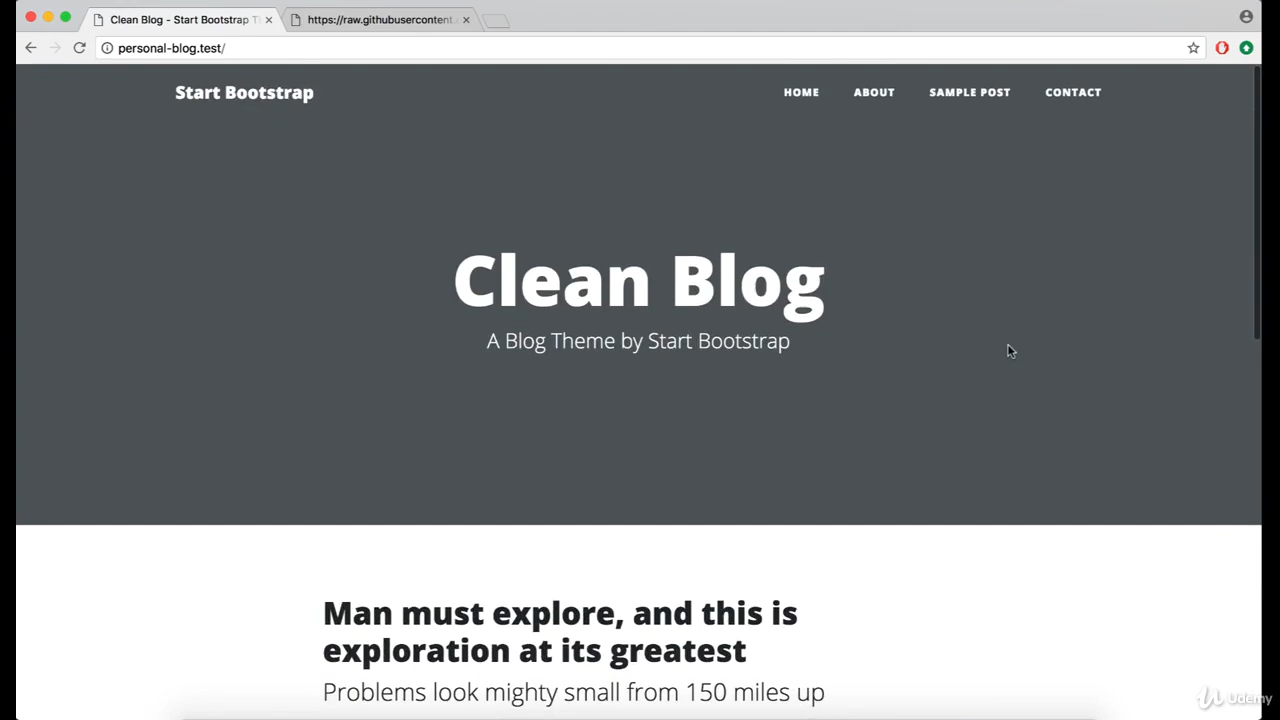 Clean Blog - Start Bootstrap T
https://raw.githubusercontent.
personal-blog.test/
Start Bootstrap
HOME ABOUT SAMPLE POST CONTACT
Clean Blog
A Blog Theme by Start Bootstrap
Man must explore, and this is
exploration at its greatest
Problems look mighty small from 150 miles up
Udemy